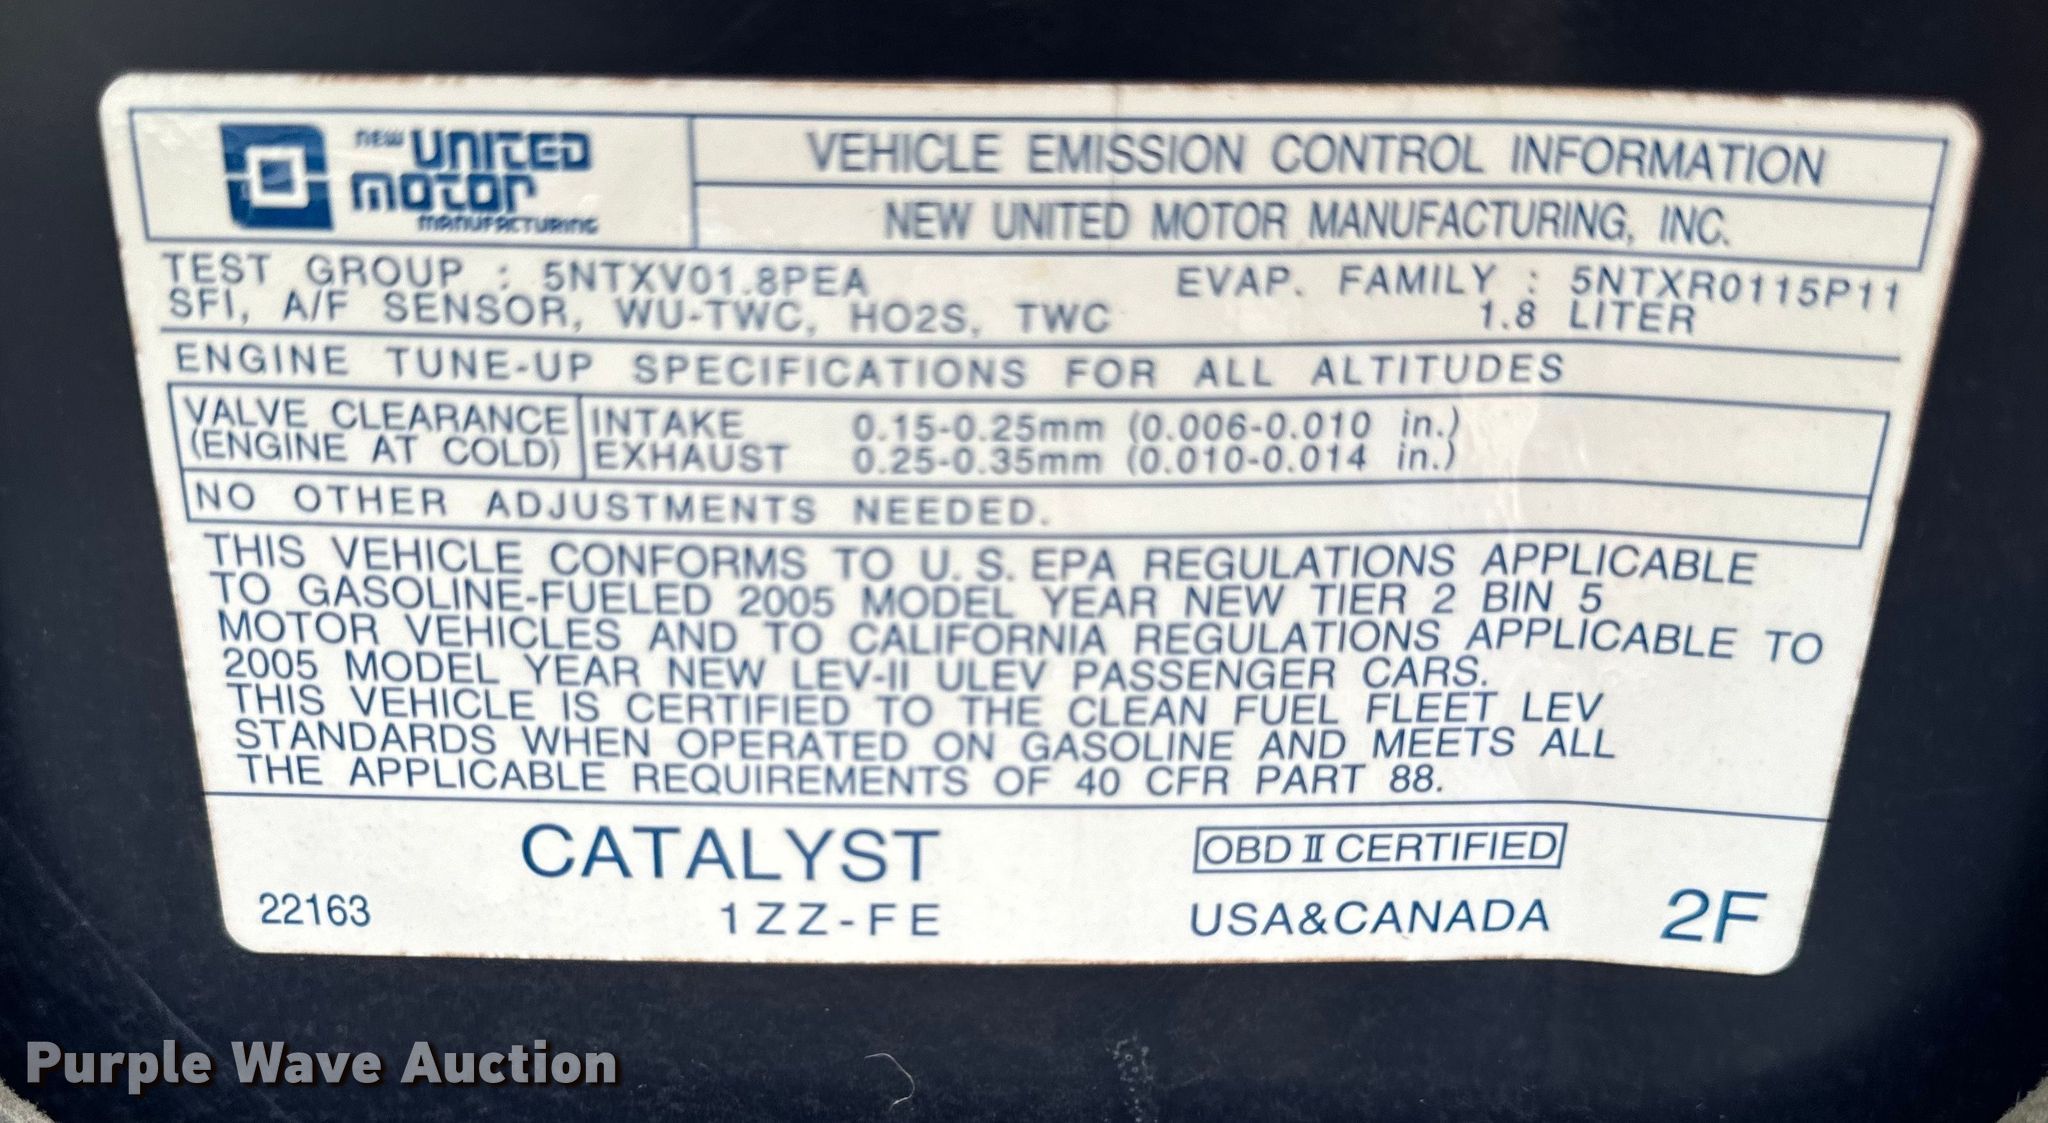 NEW UNITED
MOTOR
MANUFACTURING
VEHICLE EMISSION CONTROL INFORMATION
NEW UNITED MOTOR MANUFACTURING, INC.
TEST GROUP : 5NTXV01.8PEA EVAP. FAMILY : 5NTXR0115P11
SFI, A/F SENSOR, WU-TWC, HO2S, TWC 1.8 LITER
ENGINE TUNE-UP SPECIFICATIONS FOR ALL ALTITUDES
VALVE CLEARANCE INTAKE 0.15-0.25mm (0.006-0.010 in.)
(ENGINE AT COLD) EXHAUST 0.25-0.35mm (0.010-0.014 in.)
NO OTHER ADJUSTMENTS NEEDED.
THIS VEHICLE CONFORMS TO U.S. EPA REGULATIONS APPLICABLE
TO GASOLINE-FUELED 2005 MODEL YEAR NEW TIER 2 BIN 5
MOTOR VEHICLES AND TO CALIFORNIA REGULATIONS APPLICABLE TO
2005 MODEL YEAR NEW LEV-II ULEV PASSENGER CARS.
THIS VEHICLE IS CERTIFIED TO THE CLEAN FUEL FLEET LEV
STANDARDS WHEN OPERATED ON GASOLINE AND MEETS ALL
THE APPLICABLE REQUIREMENTS OF 40 CFR PART 88.
CATALYST OBD II CERTIFIED
22163 1ZZ-FE USA&CANADA 2F
Purple Wave Auction